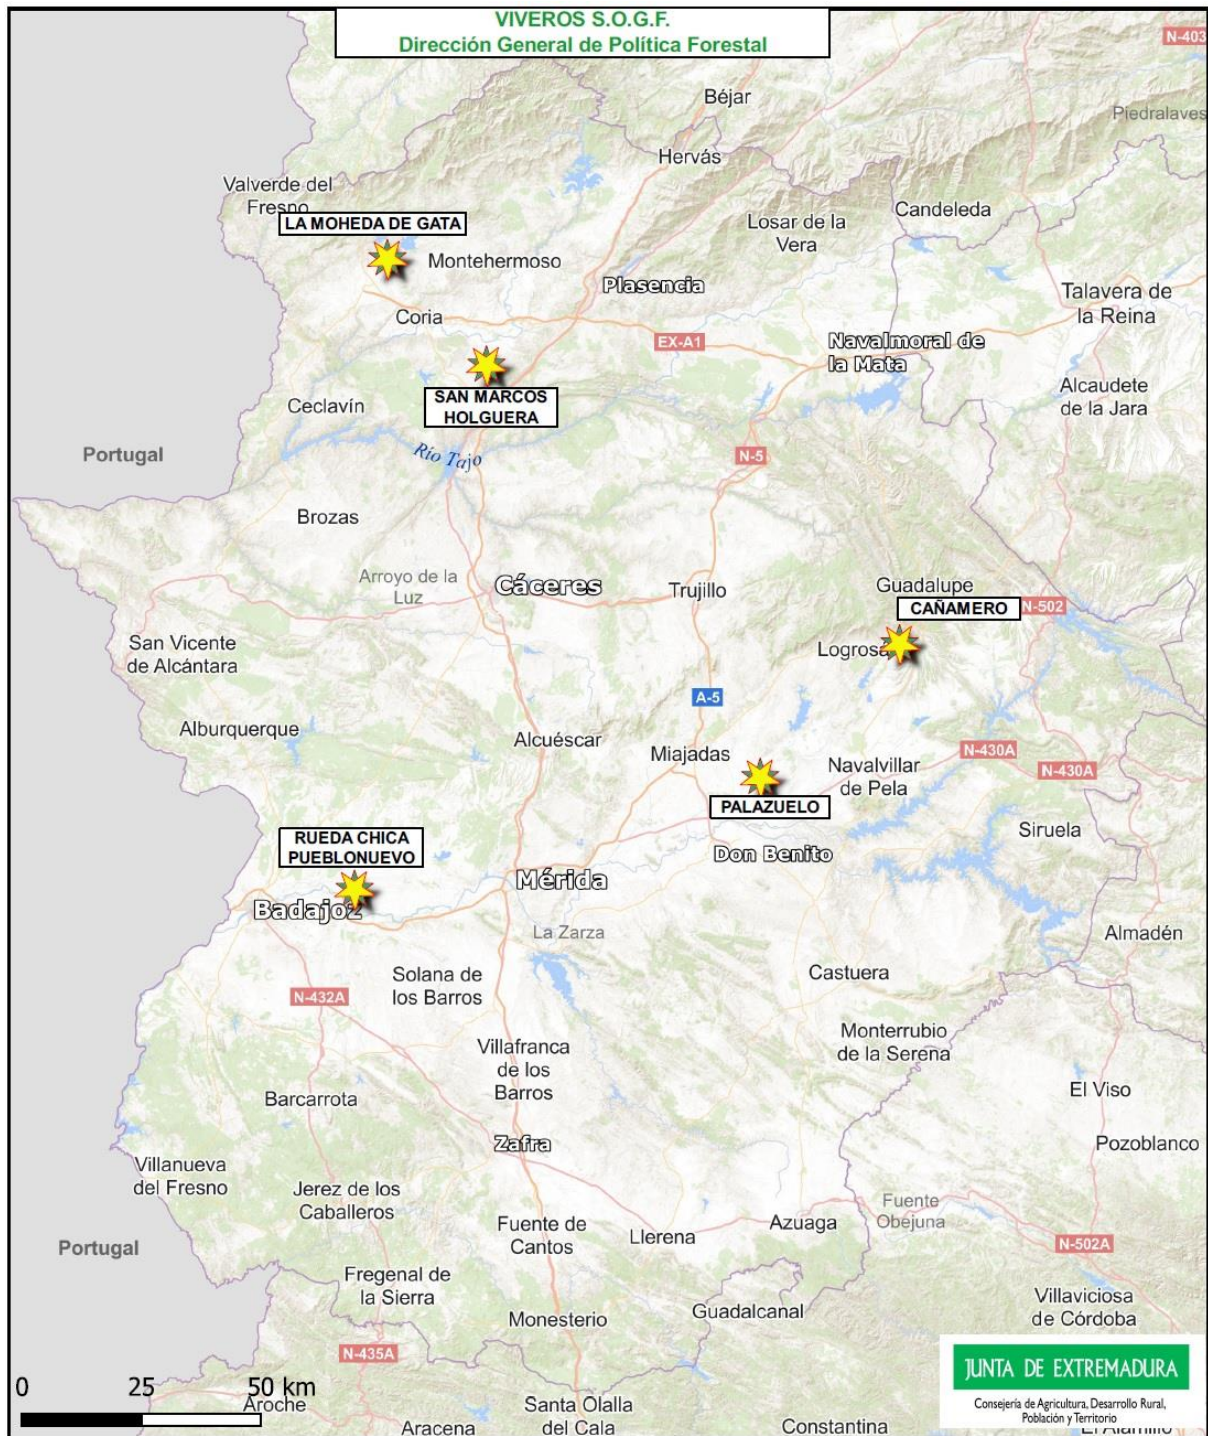 VIVEROS S.O.G.F.
Dirección General de Política Forestal
N-403
Béjar
Piedralaves
Hervás
Valverde del
Fresno
Candeleda
LA MOHEDA DE GATA
Losar de la
Vera
Montehermoso
Plasencia
Talavera de
la Reina
Coria
EX-A1
Navalmoral de
la Mata
SAN MARCOS
HOLGUERA
Alcaudete
de la Jara
Ceclavín
Portugal
Río Tajo
N-5
Brozas
Arroyo de la
Luz
Cáceres
Trujillo
Guadalupe
CAÑAMERO
N-502
San Vicente
de Alcántara
Logrosá
A-5
Alburquerque
Alcuéscar
Miajadas
N-430A
Navalvillar
de Pela
N-430A
PALAZUELO
RUEDA CHICA
PUEBLONUEVO
Siruela
Don Benito
Mérida
Badajoz
La Zarza
Almadén
Solana de
los Barros
Castuera
N-432A
Monterrubio
de la Serena
Villafranca
de los
Barros
Barcarrota
El Viso
Zafra
Pozoblanco
Villanueva
del Fresno
Jerez de los
Caballeros
Fuente
Obejuna
Fuente de
Cantos
Llerena
Azuaga
Portugal
N-502A
Fregenal de
la Sierra
Monesterio
Guadalcanal
Villaviciosa
de Córdoba
N-435A
JUNTA DE EXTREMADURA
Consejería de Agricultura, Desarrollo Rural,
Población y Territorio
0 25 50 km
Aroche
Aracena
Santa Olalla
del Cala
Constantina
El Alamillo